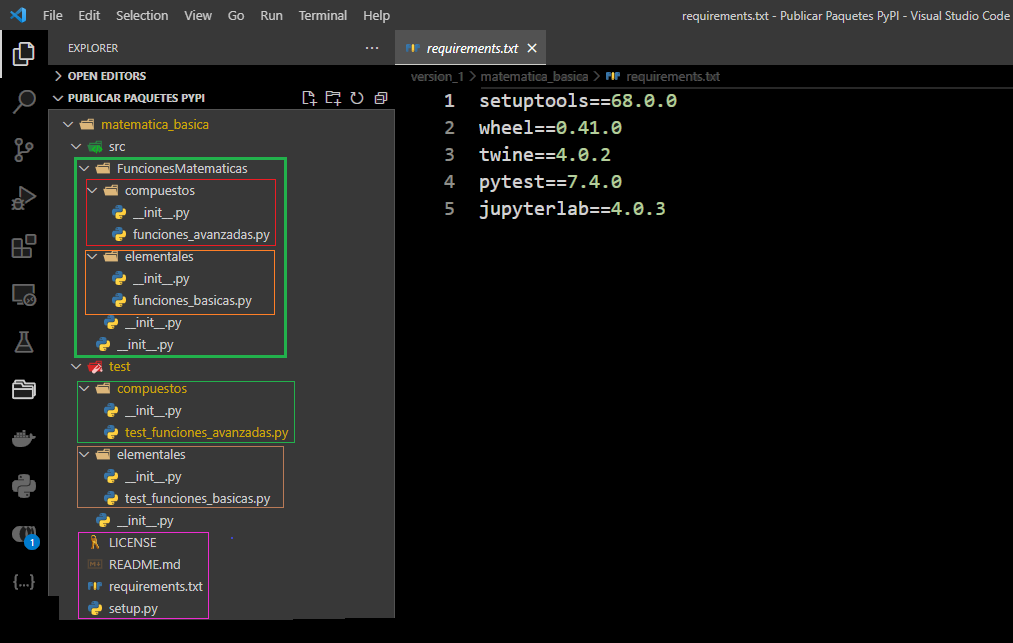 File Edit Selection View Go Run Terminal Help requirements.txt - Publicar Paquetes PyPI - Visual Studio Code
EXPLORER ...
requirements.txt
OPEN EDITORS
PUBLICAR PAQUETES PYPI
version_1 > matematica_basica > requirements.txt
matematica_basica
src
FuncionesMatematicas
compuestos
__init__.py
funciones_avanzadas.py
elementales
__init__.py
funciones_basicas.py
__init__.py
__init__.py
test
compuestos
__init__.py
test_funciones_avanzadas.py
elementales
__init__.py
test_funciones_basicas.py
__init__.py
LICENSE
README.md
requirements.txt
setup.py
1 setuptools==68.0.0
2 wheel==0.41.0
3 twine==4.0.2
4 pytest==7.4.0
5 jupyterlab==4.0.3
1
{...}